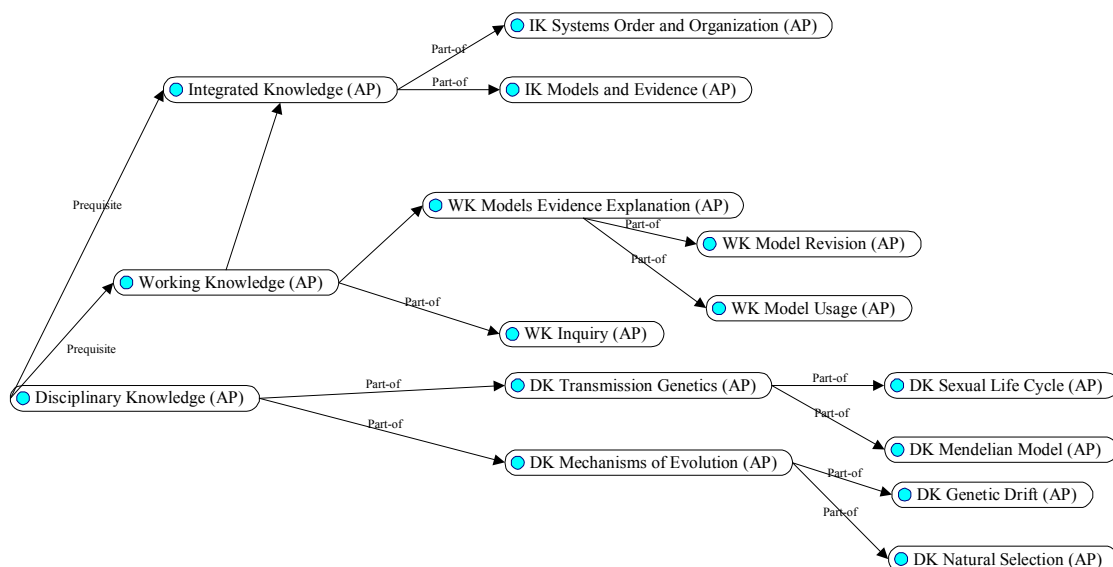 IK Systems Order and Organization (AP)
Part-of
Integrated Knowledge (AP)
Part-of
IK Models and Evidence (AP)
Prequisite
WK Models Evidence Explanation (AP)
Part-of
WK Model Revision (AP)
Part-of
Working Knowledge (AP)
Part-of
WK Model Usage (AP)
WK Inquiry (AP)
Prequisite
Disciplinary Knowledge (AP)
Part-of
DK Transmission Genetics (AP)
Part-of
DK Sexual Life Cycle (AP)
Part-of
Part-of
DK Mendelian Model (AP)
DK Mechanisms of Evolution (AP)
Part-of
DK Genetic Drift (AP)
Part-of
DK Natural Selection (AP)